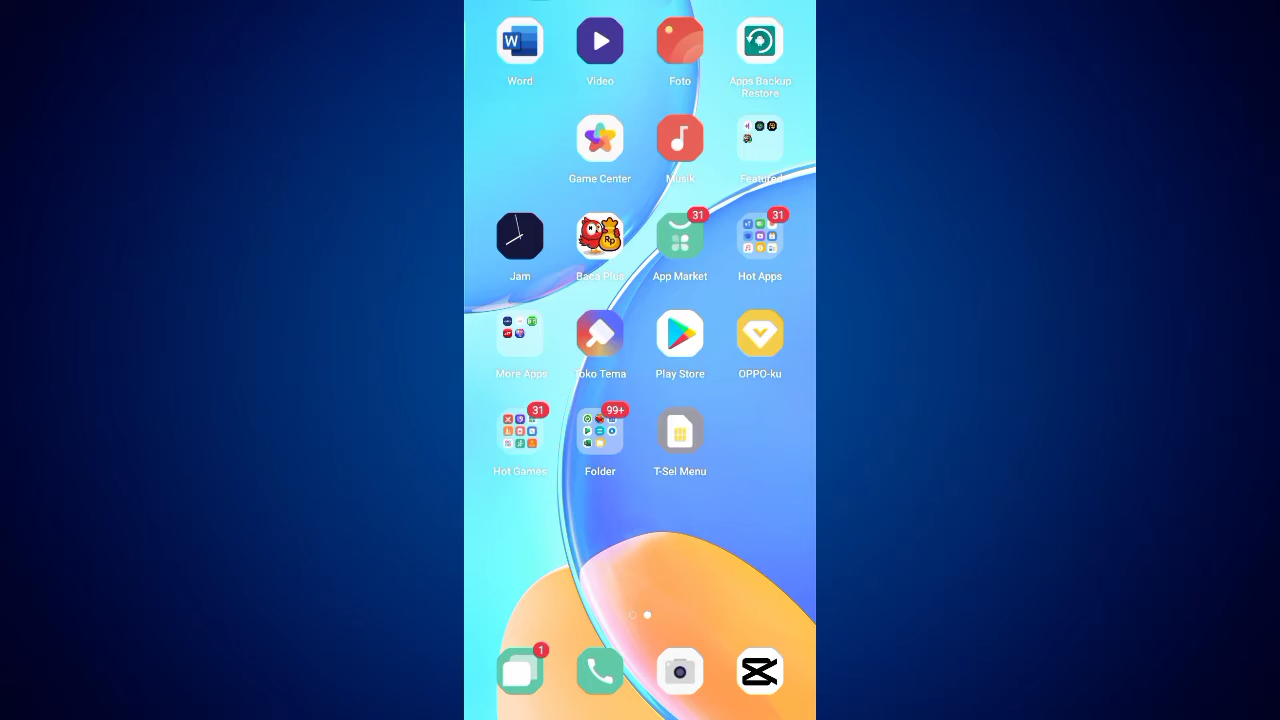 W
Word
Video
Foto
Apps Backup
Restore
Game Center
Musik
Featured
Jam
Rp
Baca Plus
31
App Market
31
Hot Apps
More Apps
Toko Tema
Play Store
OPPO-ku
31
Hot Games
99+
Folder
T-Sel Menu
1